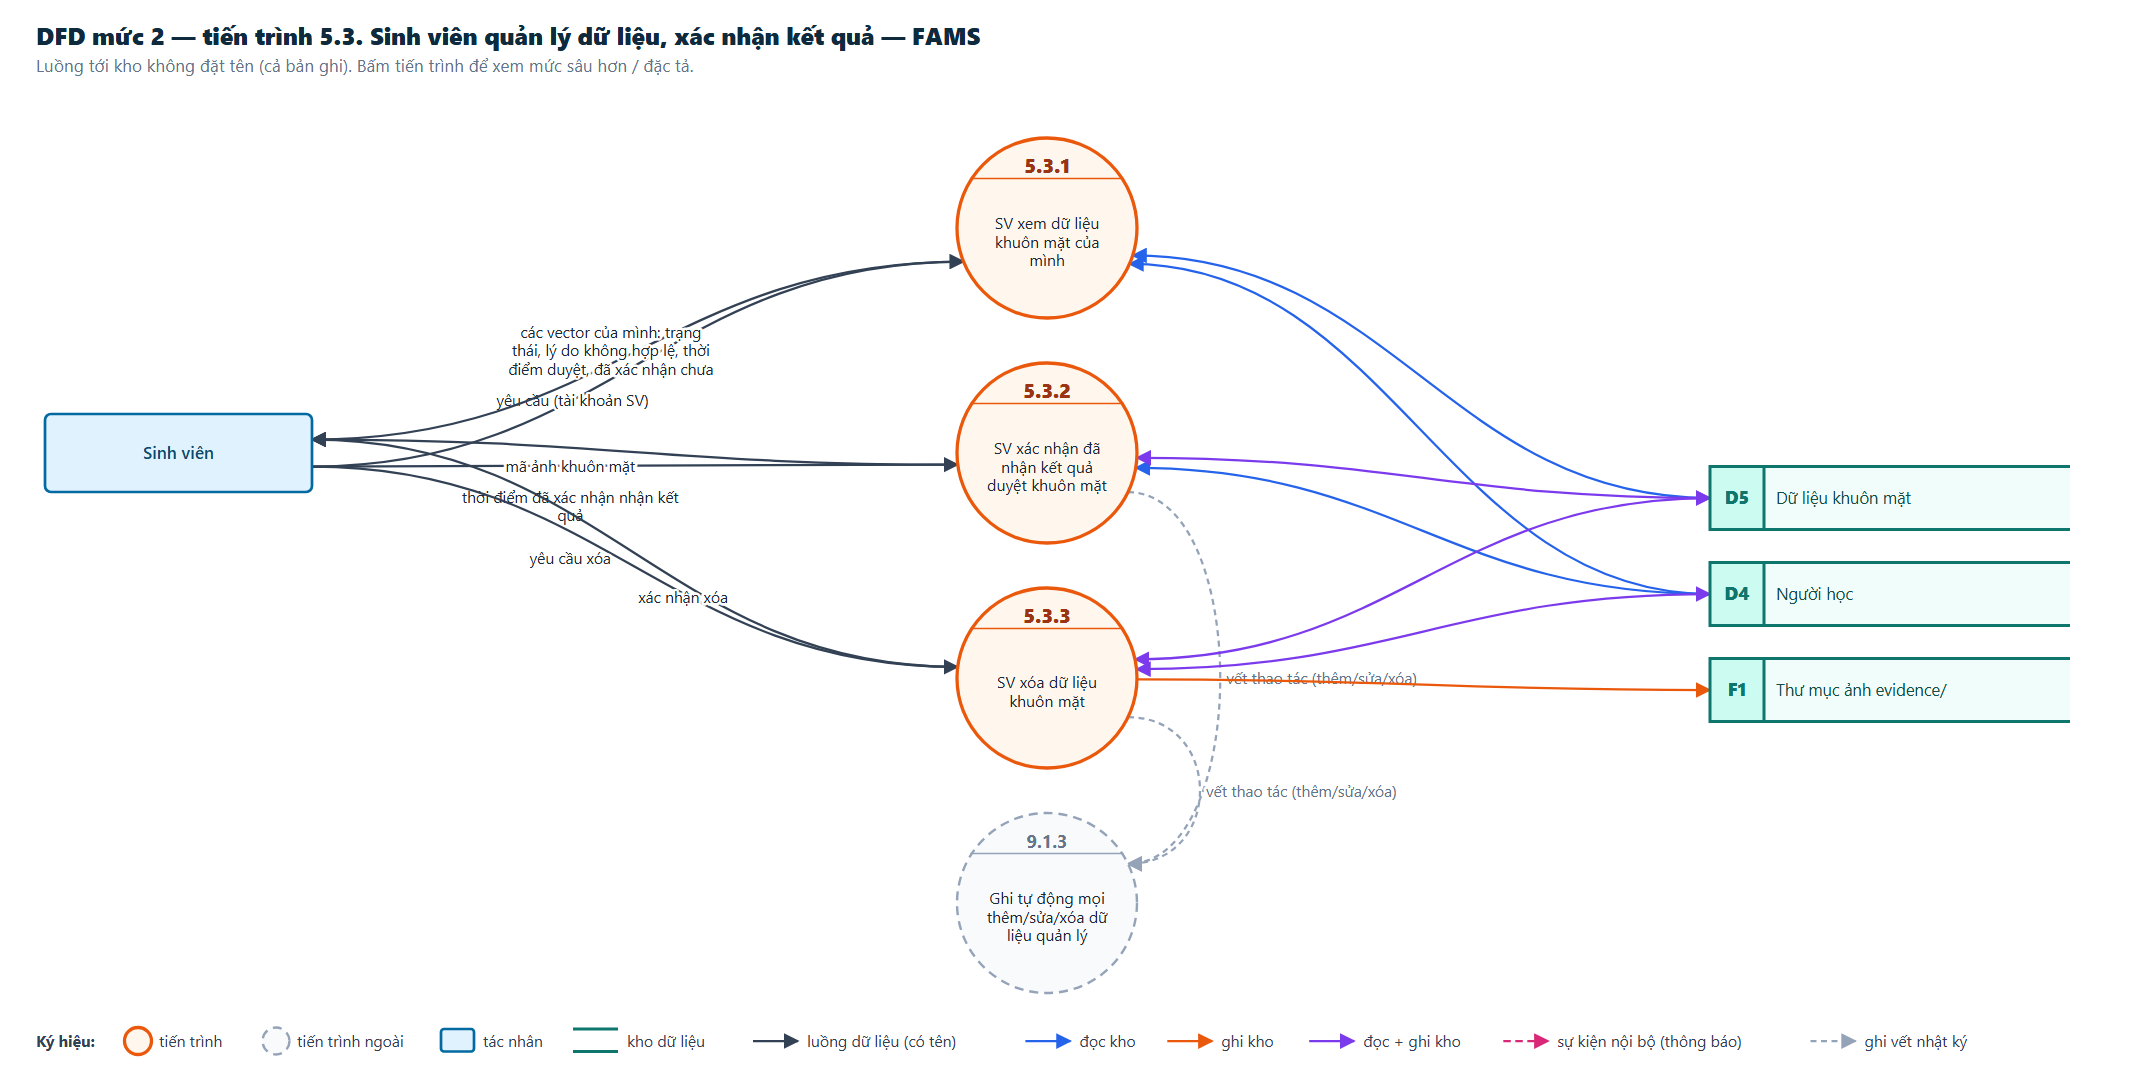 DFD mức 2 — tiến trình 5.3. Sinh viên quản lý dữ liệu, xác nhận kết quả — FAMS
Luồng tới kho không đặt tên (cả bản ghi). Bấm tiến trình để xem mức sâu hơn / đặc tả.
5.3.1
SV xem dữ liệu
khuôn mặt của
mình
các vector của mình: trạng
thái, lý do không hợp lệ, thời
điểm duyệt, đã xác nhận chưa
yêu cầu (tài khoản SV)
5.3.2
SV xác nhận đã
nhận kết quả
duyệt khuôn mặt
Sinh viên
mã ảnh khuôn mặt
thời điểm đã xác nhận nhận kết
quả
yêu cầu xóa
xác nhận xóa
D5
Dữ liệu khuôn mặt
D4
Người học
5.3.3
SV xóa dữ liệu
khuôn mặt
vết thao tác (thêm/sửa/xóa)
F1
Thư mục ảnh evidence/
vết thao tác (thêm/sửa/xóa)
9.1.3
Ghi tự động mọi
thêm/sửa/xóa dữ
liệu quản lý
Ký hiệu:
tiến trình
tiến trình ngoài
tác nhân
kho dữ liệu
luồng dữ liệu (có tên)
đọc kho
ghi kho
đọc + ghi kho
sự kiện nội bộ (thông báo)
ghi vết nhật ký